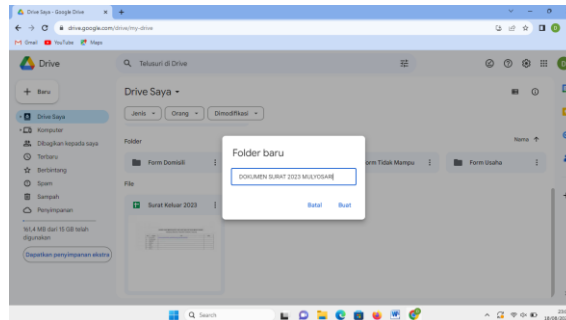 Drive Saya - Google Drive
drive.google.com/drive/my-drive
Gmail YouTube Maps
Drive
Telusuri di Drive
Baru
Drive Saya
Jenis Orang Dimodifikasi
Drive Saya
Komputer
Dibagikan kepada saya
Terbaru
Berbintang
Spam
Sampah
Penyimpanan
161,4 MB dari 15 GB telah
digunakan
Dapatkan penyimpanan ekstra
Folder
Nama
Form Domisili
Form Tidak Mampu
Form Usaha
File
Surat Keluar 2023
Folder baru
DOKUMEN SURAT 2023 MULYOSARI
Batal Buat
Search